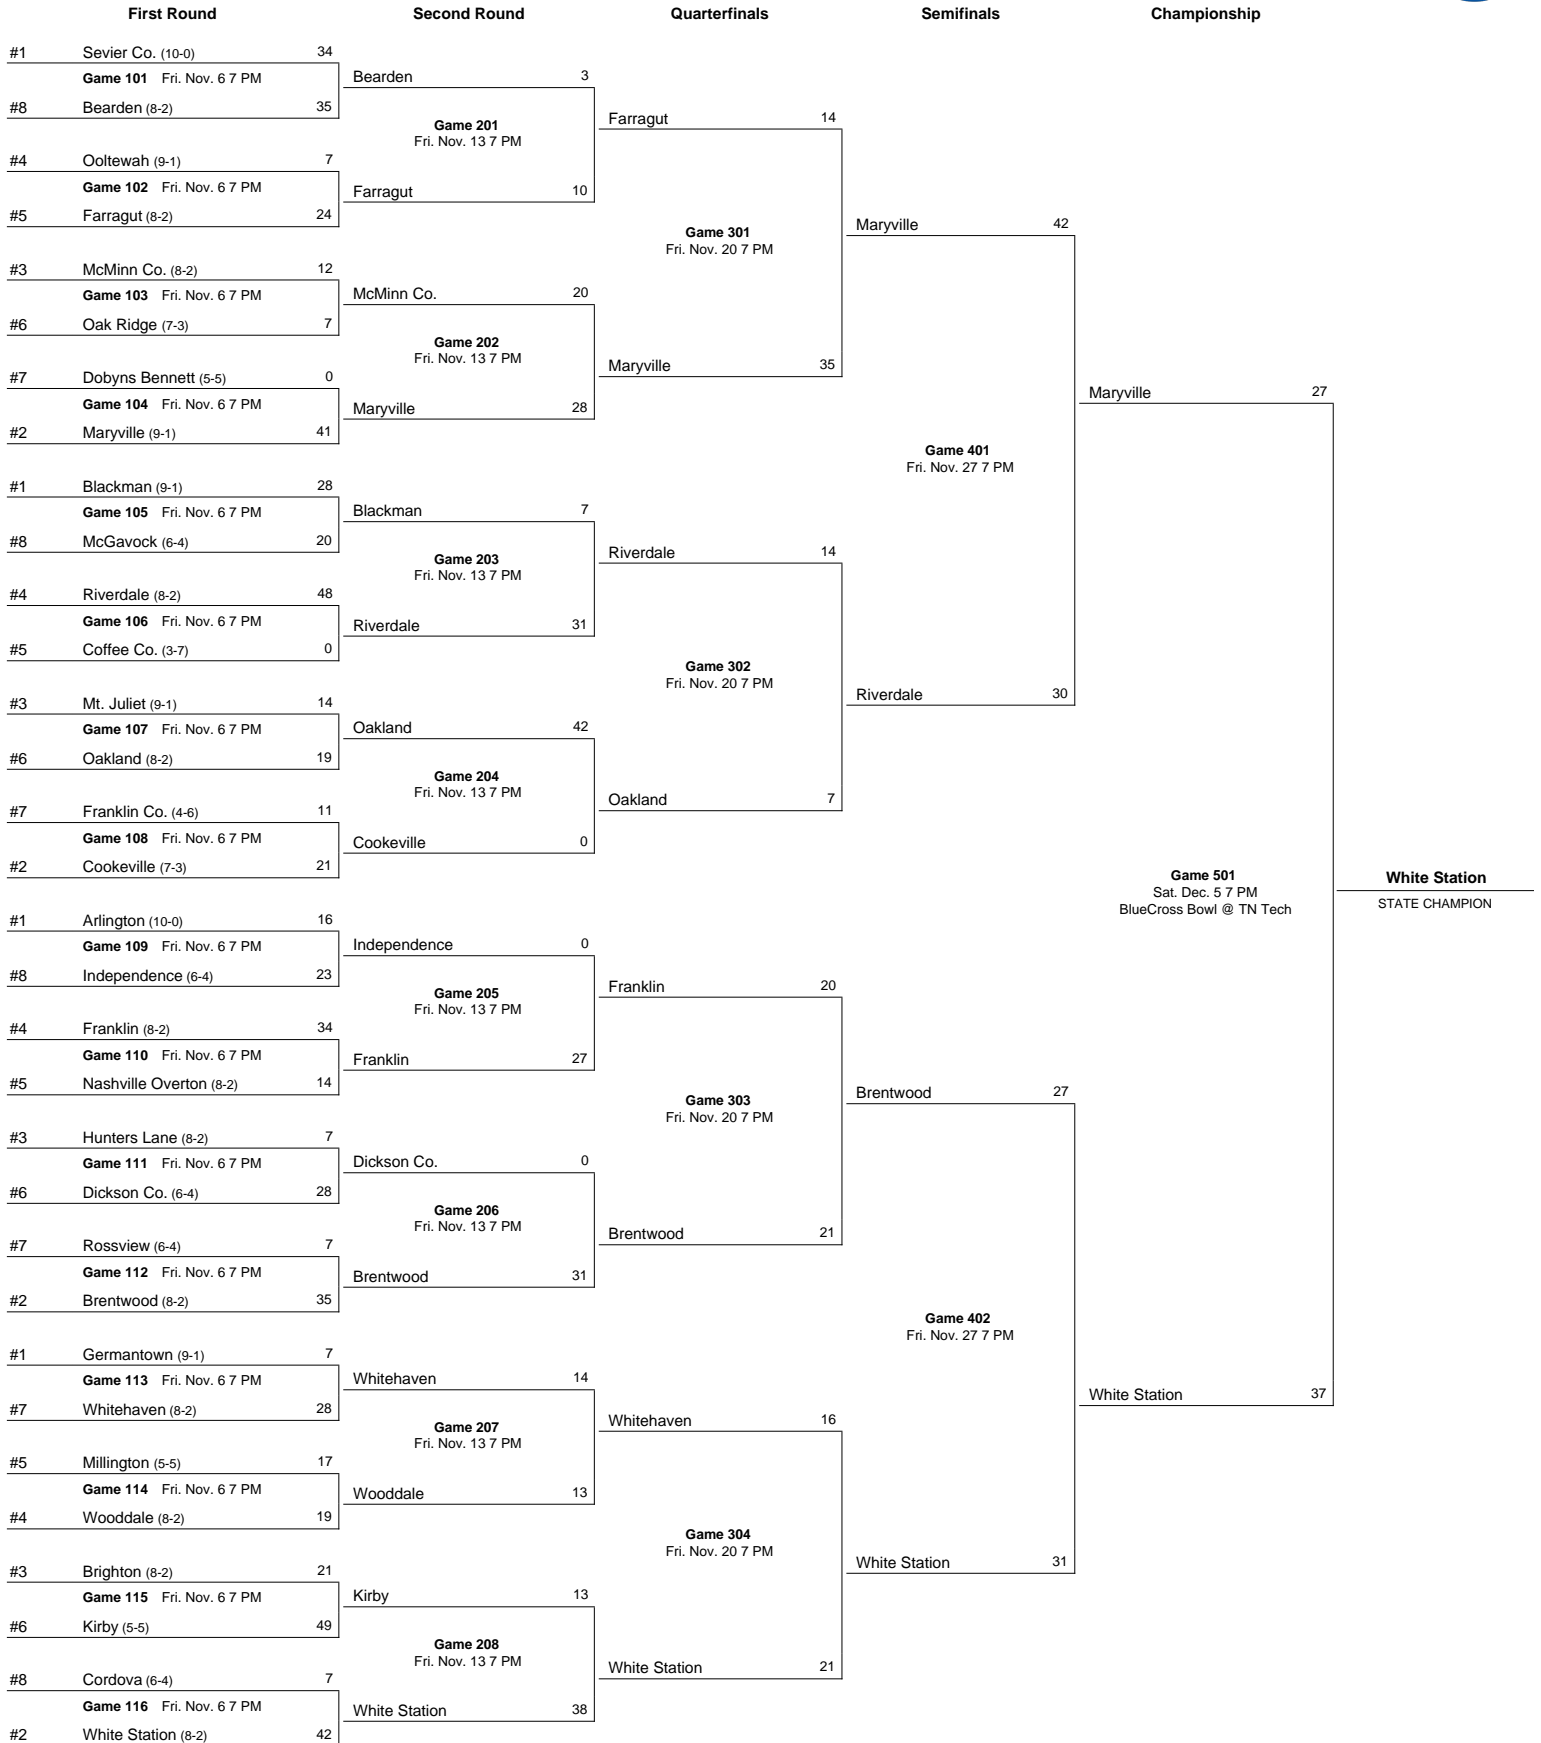 First Round Second Round Quarterfinals Semifinals Championship
#1 Sevier Co. (10-0) 34
Game 101 Fri. Nov. 6 7 PM
#8 Bearden (8-2) 35
#4 Ooltewah (9-1) 7
Game 102 Fri. Nov. 6 7 PM
#5 Farragut (8-2) 24
#3 McMinn Co. (8-2) 12
Game 103 Fri. Nov. 6 7 PM
#6 Oak Ridge (7-3) 7
#7 Dobyns Bennett (5-5) 0
Game 104 Fri. Nov. 6 7 PM
#2 Maryville (9-1) 41
#1 Blackman (9-1) 28
Game 105 Fri. Nov. 6 7 PM
#8 McGavock (6-4) 20
#4 Riverdale (8-2) 48
Game 106 Fri. Nov. 6 7 PM
#5 Coffee Co. (3-7) 0
#3 Mt. Juliet (9-1) 14
Game 107 Fri. Nov. 6 7 PM
#6 Oakland (8-2) 19
#7 Franklin Co. (4-6) 11
Game 108 Fri. Nov. 6 7 PM
#2 Cookeville (7-3) 21
#1 Arlington (10-0) 16
Game 109 Fri. Nov. 6 7 PM
#8 Independence (6-4) 23
#4 Franklin (8-2) 34
Game 110 Fri. Nov. 6 7 PM
#5 Nashville Overton (8-2) 14
#3 Hunters Lane (8-2) 7
Game 111 Fri. Nov. 6 7 PM
#6 Dickson Co. (6-4) 28
#7 Rossview (6-4) 7
Game 112 Fri. Nov. 6 7 PM
#2 Brentwood (8-2) 35
#1 Germantown (9-1) 7
Game 113 Fri. Nov. 6 7 PM
#7 Whitehaven (8-2) 28
#5 Millington (5-5) 17
Game 114 Fri. Nov. 6 7 PM
#4 Wooddale (8-2) 19
#3 Brighton (8-2) 21
Game 115 Fri. Nov. 6 7 PM
#6 Kirby (5-5) 49
#8 Cordova (6-4) 7
Game 116 Fri. Nov. 6 7 PM
#2 White Station (8-2) 42
Bearden 3
Game 201
Fri. Nov. 13 7 PM
Farragut 10
McMinn Co. 20
Game 202
Fri. Nov. 13 7 PM
Maryville 28
Blackman 7
Game 203
Fri. Nov. 13 7 PM
Riverdale 31
Oakland 42
Game 204
Fri. Nov. 13 7 PM
Cookeville 0
Independence 0
Game 205
Fri. Nov. 13 7 PM
Franklin 27
Dickson Co. 0
Game 206
Fri. Nov. 13 7 PM
Brentwood 31
Whitehaven 14
Game 207
Fri. Nov. 13 7 PM
Wooddale 13
Kirby 13
Game 208
Fri. Nov. 13 7 PM
White Station 38
Farragut 14
Game 301
Fri. Nov. 20 7 PM
Maryville 35
Riverdale 14
Game 302
Fri. Nov. 20 7 PM
Oakland 7
Franklin 20
Game 303
Fri. Nov. 20 7 PM
Brentwood 21
Whitehaven 16
Game 304
Fri. Nov. 20 7 PM
White Station 21
Maryville 42
Game 401
Fri. Nov. 27 7 PM
Riverdale 30
Brentwood 27
Game 402
Fri. Nov. 27 7 PM
White Station 31
Maryville 27
Game 501
Sat. Dec. 5 7 PM
BlueCross Bowl @ TN Tech
White Station 37
White Station
STATE CHAMPION